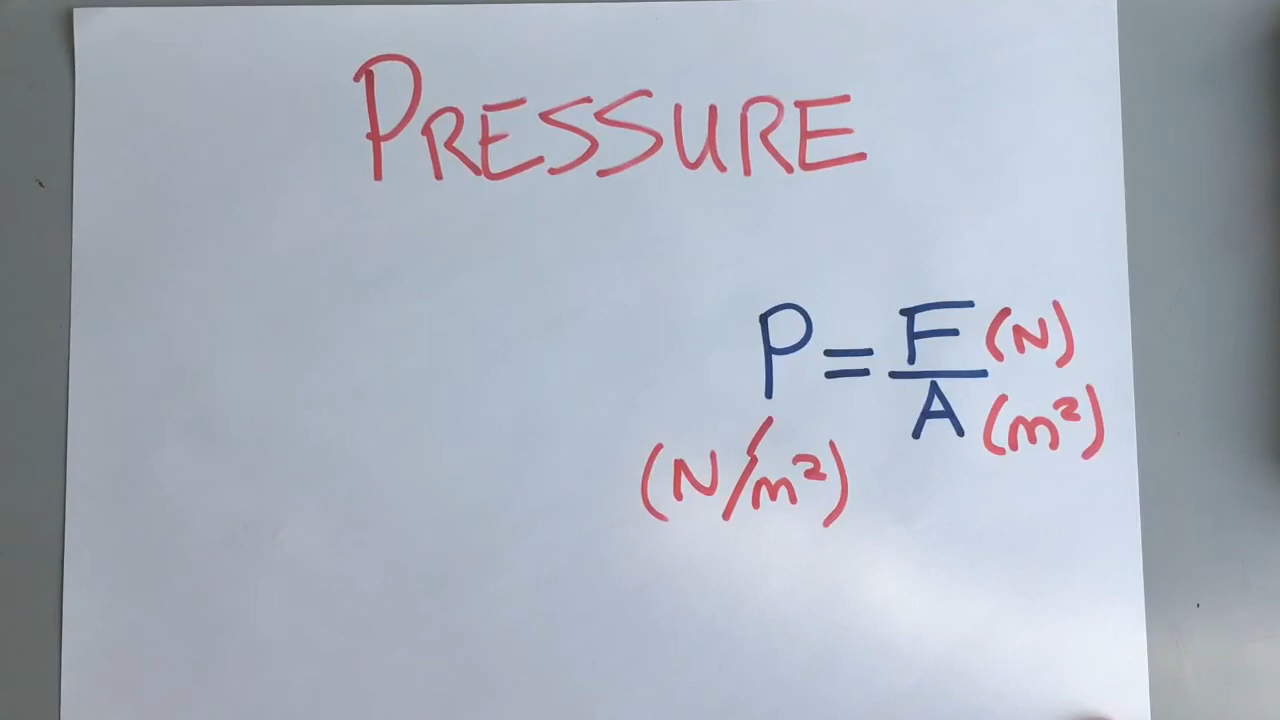 PRESSURE
P = F (N)
A (m²)
(N/m²)